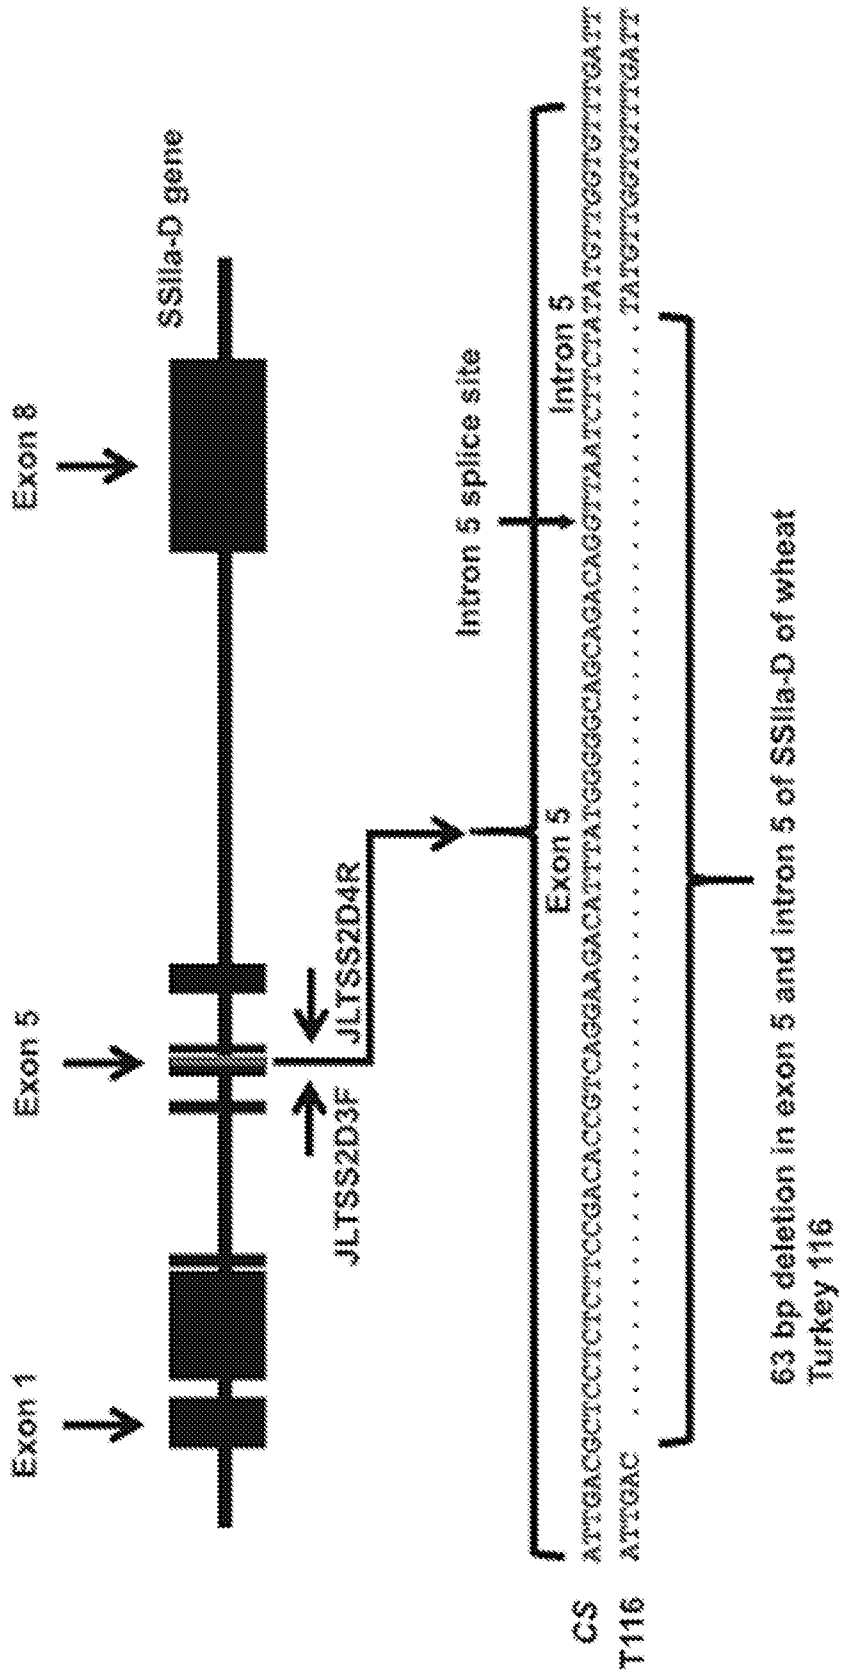 Exon 1
Exon 5
Exon 8
SSIIa-D gene
JLTSS2D3F
JLTSS2D4R
Intron 5 splice site
Exon 5
Intron 5
CS ATTGACGCTCCTCTCTTCCGACACCGTCAGGAAGACATTTATGGGGGCAGCAGACAGGTTAATCTTCTATATGTTGGTGTTTGATT
T116 ATTGAC . . . . . . . . . . . . . . . . . . . . . . . . . . . . . . . . . . . . . . . . TATGTTGGTGTTTGATT
63 bp deletion in exon 5 and intron 5 of SSIIa-D of wheat
Turkey 116